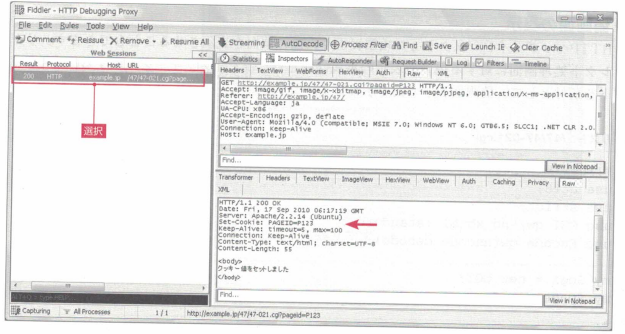 Fiddler - HTTP Debugging Proxy
File Edit Rules Tools View Help
Comment Reissue Remove Resume All Streaming AutoDecode Process Filter Find Save Launch IE Clear Cache
Web Sessions <<
Result Protocol Host URL
200 HTTP example.jp /47/47-021.cgi?page...
選択
Statistics Inspectors AutoResponder Request Builder Log Filters Timeline
Headers TextView WebForms HexView Auth Raw XML
GET http://example.jp/47/47-021.cgi?pageid=P123 HTTP/1.1
Accept: image/gif, image/x-xbitmap, image/jpeg, image/pjpeg, application/x-ms-application,
Referer: http://example.jp/47/
Accept-Language: ja
UA-CPU: x86
Accept-Encoding: gzip, deflate
User-Agent: Mozilla/4.0 (compatible; MSIE 7.0; Windows NT 6.0; GTB6.5; SLCC1; .NET CLR 2.0.
Connection: Keep-Alive
Host: example.jp
Find...
View in Notepad
Transformer Headers TextView ImageView HexView WebView Auth Caching Privacy Raw
XML
HTTP/1.1 200 OK
Date: Fri, 17 Sep 2010 06:17:19 GMT
Server: Apache/2.2.14 (Ubuntu)
Set-Cookie: PAGEID=P123
Keep-Alive: timeout=5, max=100
Connection: Keep-Alive
Content-Type: text/html; charset=UTF-8
Content-Length: 55
<body>
クッキー値をセットしました
</body>
Find...
View in Notepad
Capturing All Processes 1 / 1 http://example.jp/47/47-021.cgi?pageid=P123